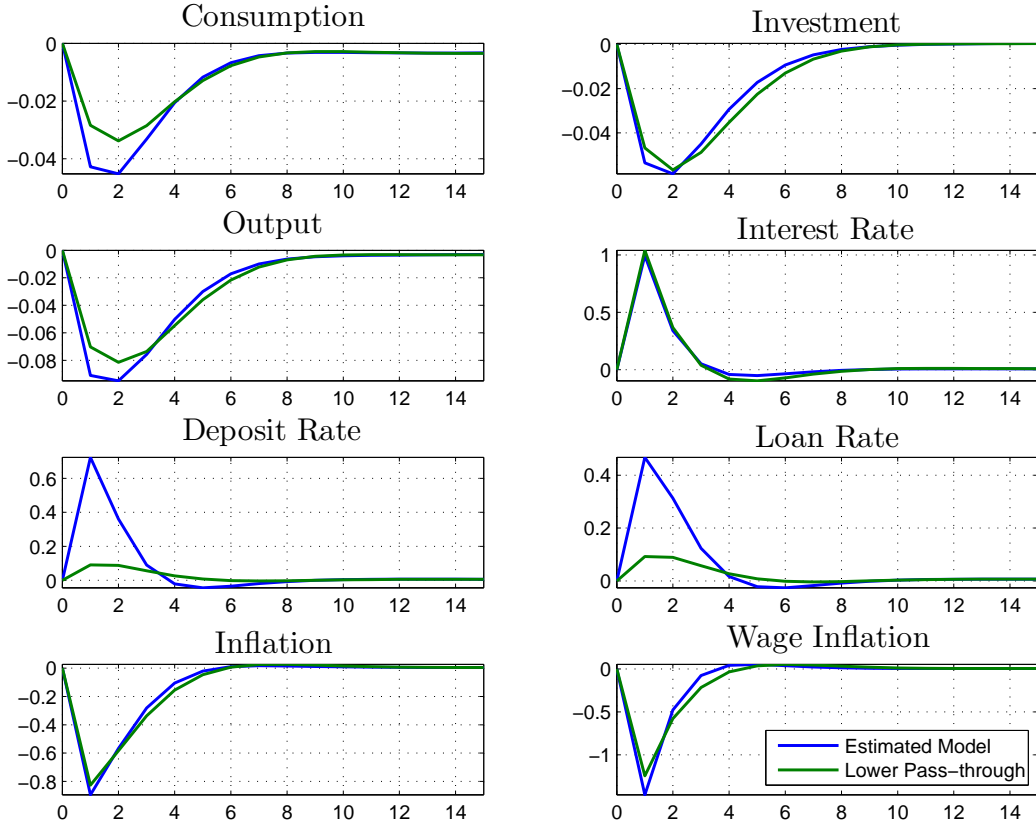 Consumption
0
−0.02
−0.04
0 2 4 6 8 10 12 14
Investment
0
−0.02
−0.04
0 2 4 6 8 10 12 14
Output
0
−0.02
−0.04
−0.06
−0.08
0 2 4 6 8 10 12 14
Interest Rate
1
0.5
0
0 2 4 6 8 10 12 14
Deposit Rate
0.6
0.4
0.2
0
0 2 4 6 8 10 12 14
Loan Rate
0.4
0.2
0
0 2 4 6 8 10 12 14
Inflation
0
−0.2
−0.4
−0.6
−0.8
0 2 4 6 8 10 12 14
Wage Inflation
0
−0.5
−1
0 2 4 6 8 10 12 14
Estimated Model
Lower Pass−through